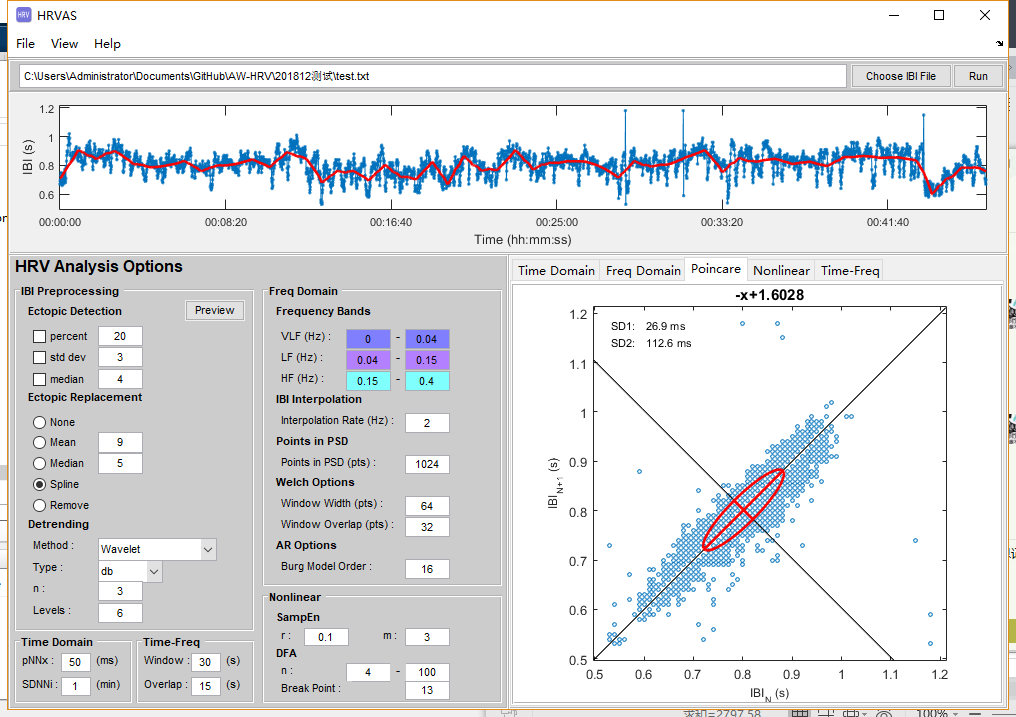 HRV HRVAS
File View Help
C:\Users\Administrator\Documents\GitHub\AW-HRV\201812测试\test.txt Choose IBI File Run
IBI (s)
1.2
1
0.8
0.6
00:00:00 00:08:20 00:16:40 00:25:00 00:33:20 00:41:40
Time (hh:mm:ss)
HRV Analysis Options
IBI Preprocessing
Ectopic Detection Preview
percent 20
std dev 3
median 4
Ectopic Replacement
None
Mean 9
Median 5
Spline
Remove
Detrending
Method : Wavelet
Type : db
n : 3
Levels : 6
Time Domain
pNNx : 50 (ms)
SDNNi : 1 (min)
Time-Freq
Window : 30 (s)
Overlap : 15 (s)
Freq Domain
Frequency Bands
VLF (Hz) : 0 - 0.04
LF (Hz) : 0.04 - 0.15
HF (Hz) : 0.15 - 0.4
IBI Interpolation
Interpolation Rate (Hz) : 2
Points in PSD
Points in PSD (pts) : 1024
Welch Options
Window Width (pts) : 64
Window Overlap (pts) : 32
AR Options
Burg Model Order : 16
Nonlinear
SampEn
r : 0.1 m : 3
DFA
n : 4 - 100
Break Point : 13
Time Domain Freq Domain Poincare Nonlinear Time-Freq
-x+1.6028
SD1: 26.9 ms
SD2: 112.6 ms
IBI N+1 (s)
1.2
1.1
1
0.9
0.8
0.7
0.6
0.5
0.5 0.6 0.7 0.8 0.9 1 1.1 1.2
IBI N (s)
求和=2797.58 100%